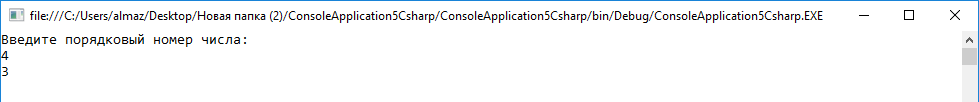 file:///C:/Users/almaz/Desktop/Новая папка (2)/ConsoleApplication5Csharp/ConsoleApplication5Csharp/bin/Debug/ConsoleApplication5Csharp.EXE
Введите порядковый номер числа:
4
3